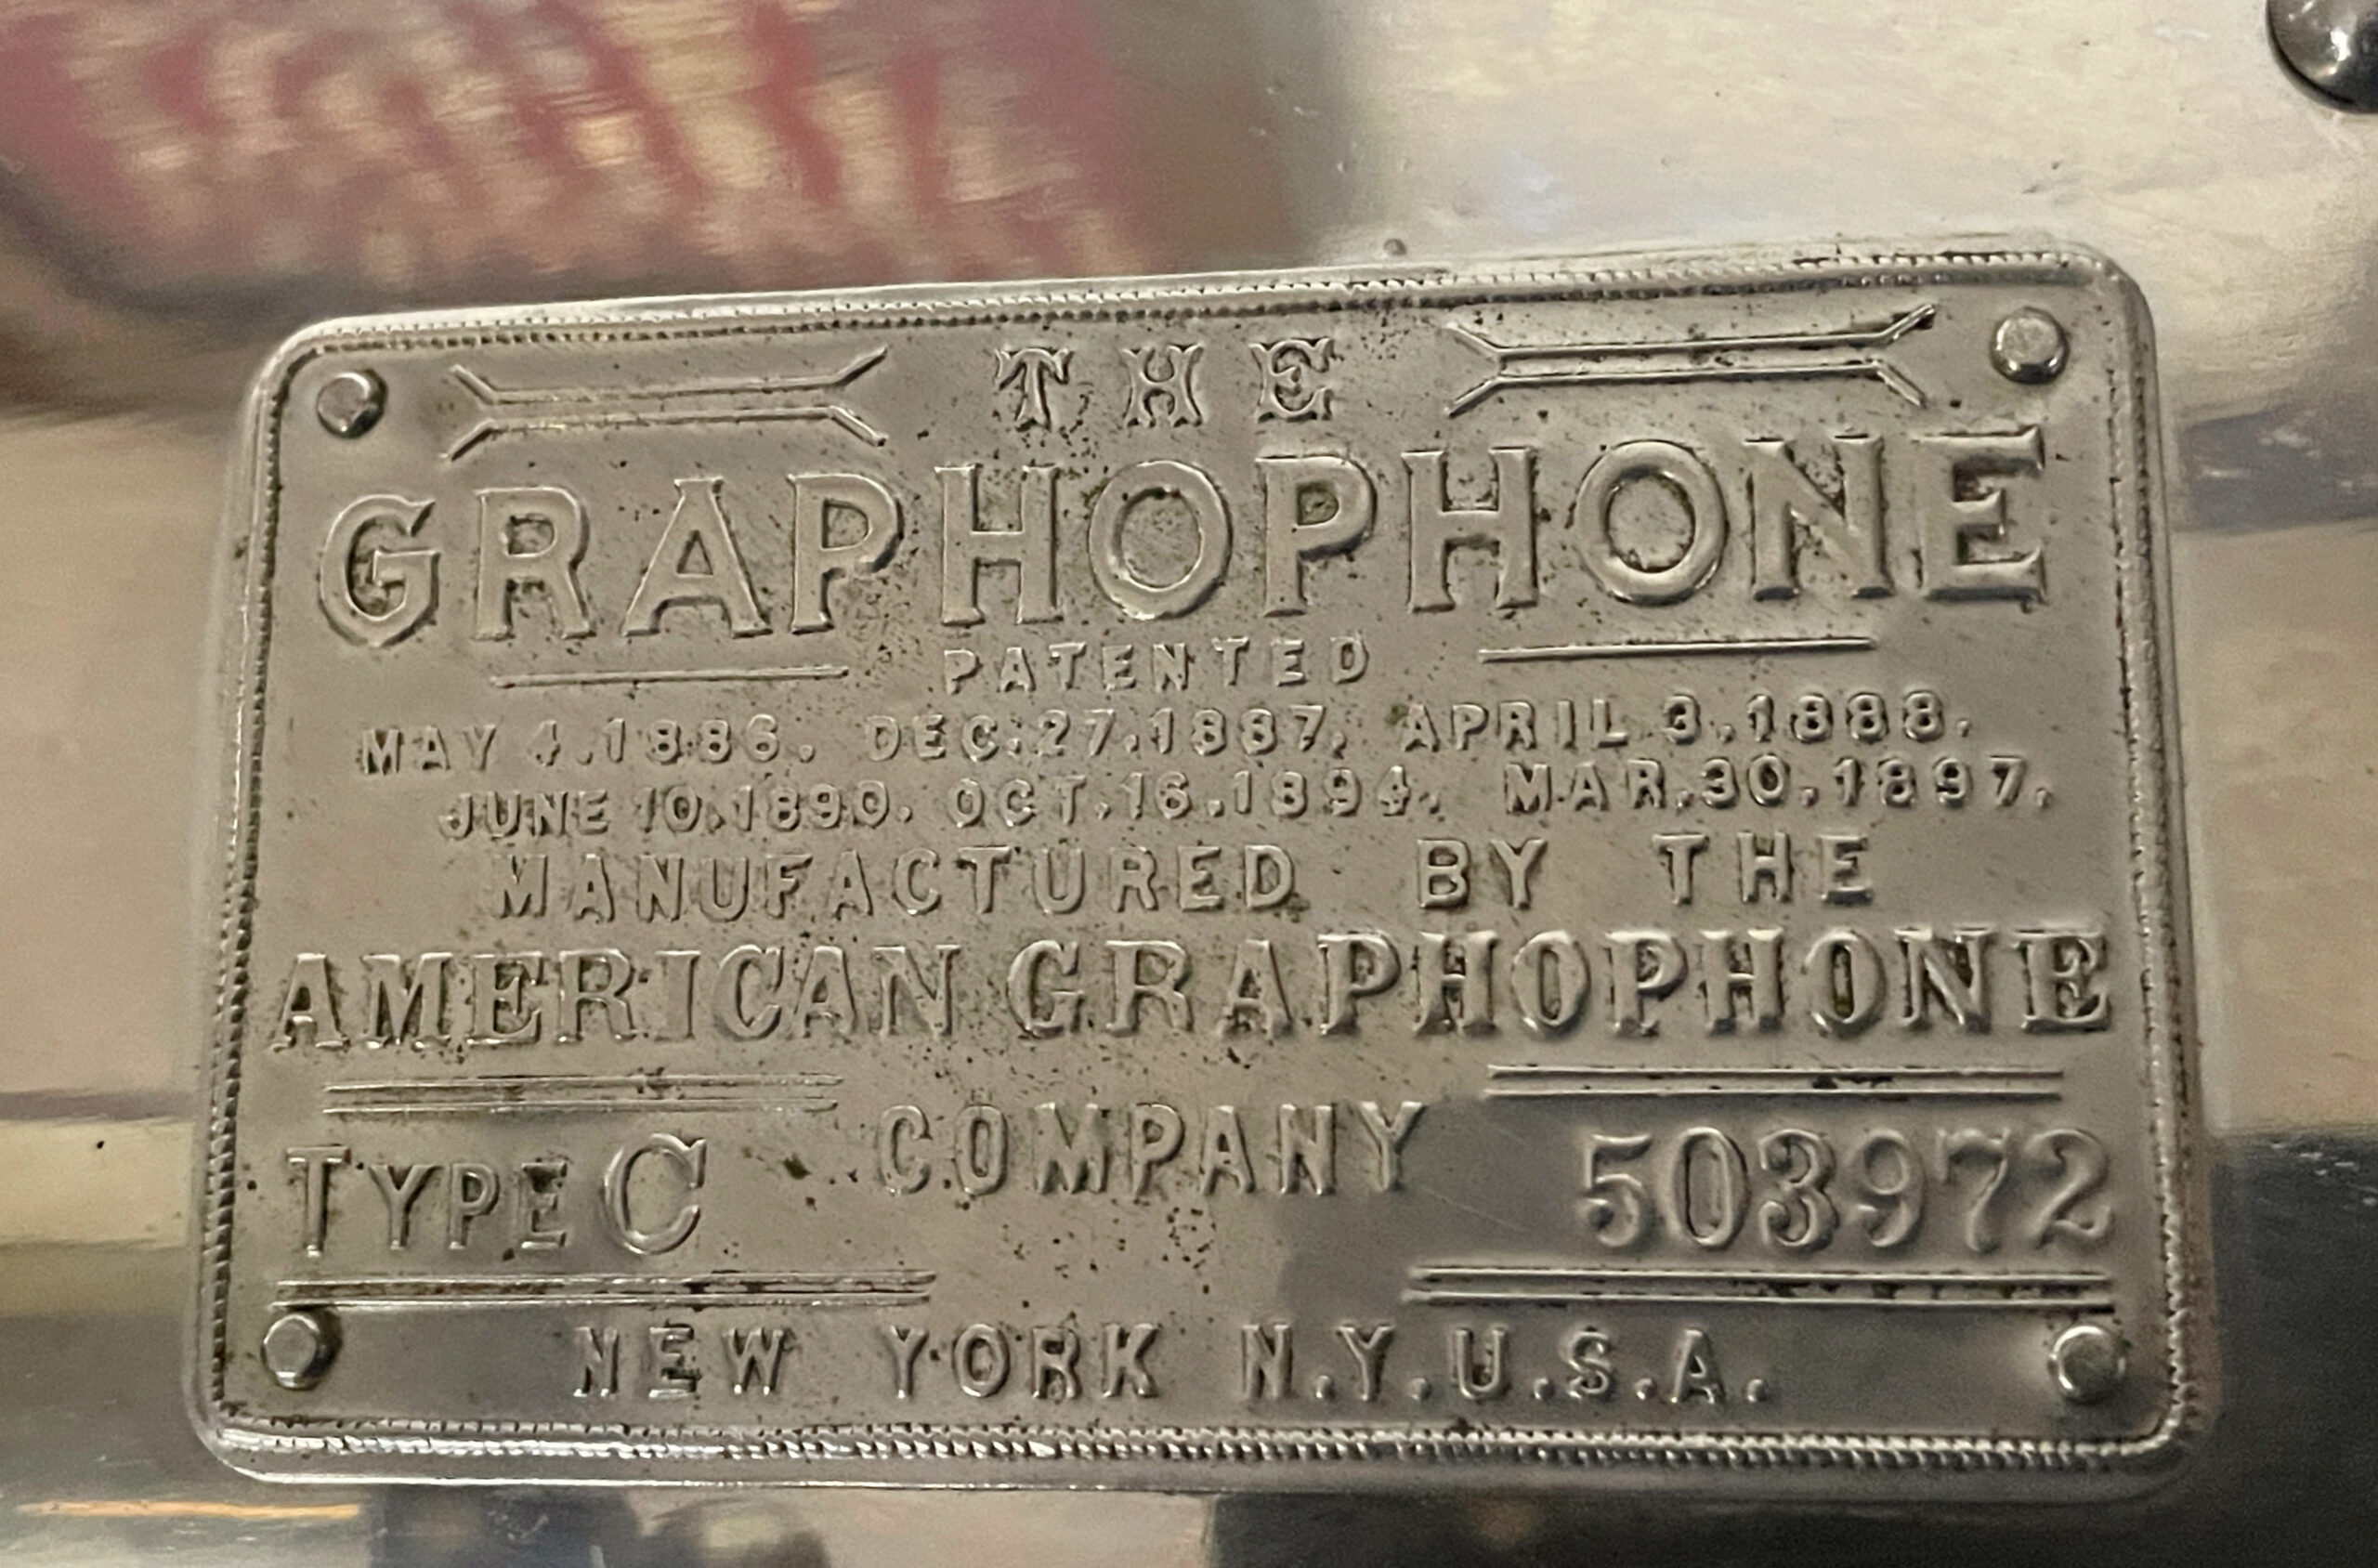 THE
GRAPHOPHONE
PATENTED
MAY 4.1886. DEC.27.1887. APRIL 3.1888.
JUNE 10.1890. OCT.16.1894. MAR.30.1897.
MANUFACTURED BY THE
AMERICAN GRAPHOPHONE
COMPANY
TYPE C 503972
NEW YORK N.Y.U.S.A.